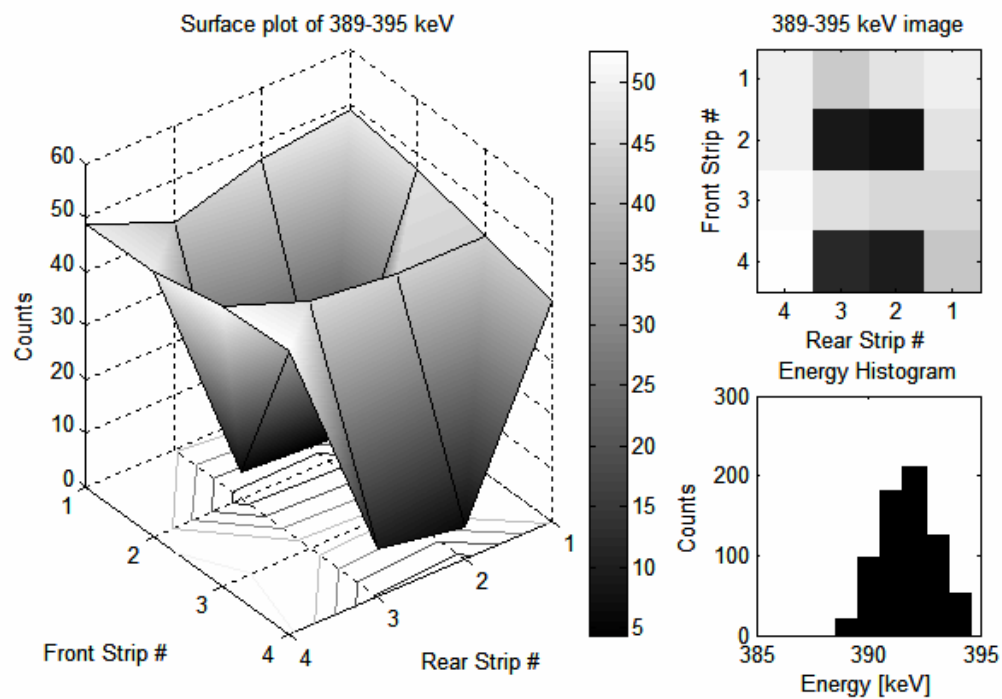 Surface plot of 389-395 keV
60
50
40
30
20
10
0
Counts
1
2
3
4
Front Strip #
4
3
2
1
Rear Strip #
50
45
40
35
30
25
20
15
10
5
389-395 keV image
1
2
3
4
Front Strip #
4 3 2 1
Rear Strip #
Energy Histogram
300
200
100
0
Counts
385 390 395
Energy [keV]